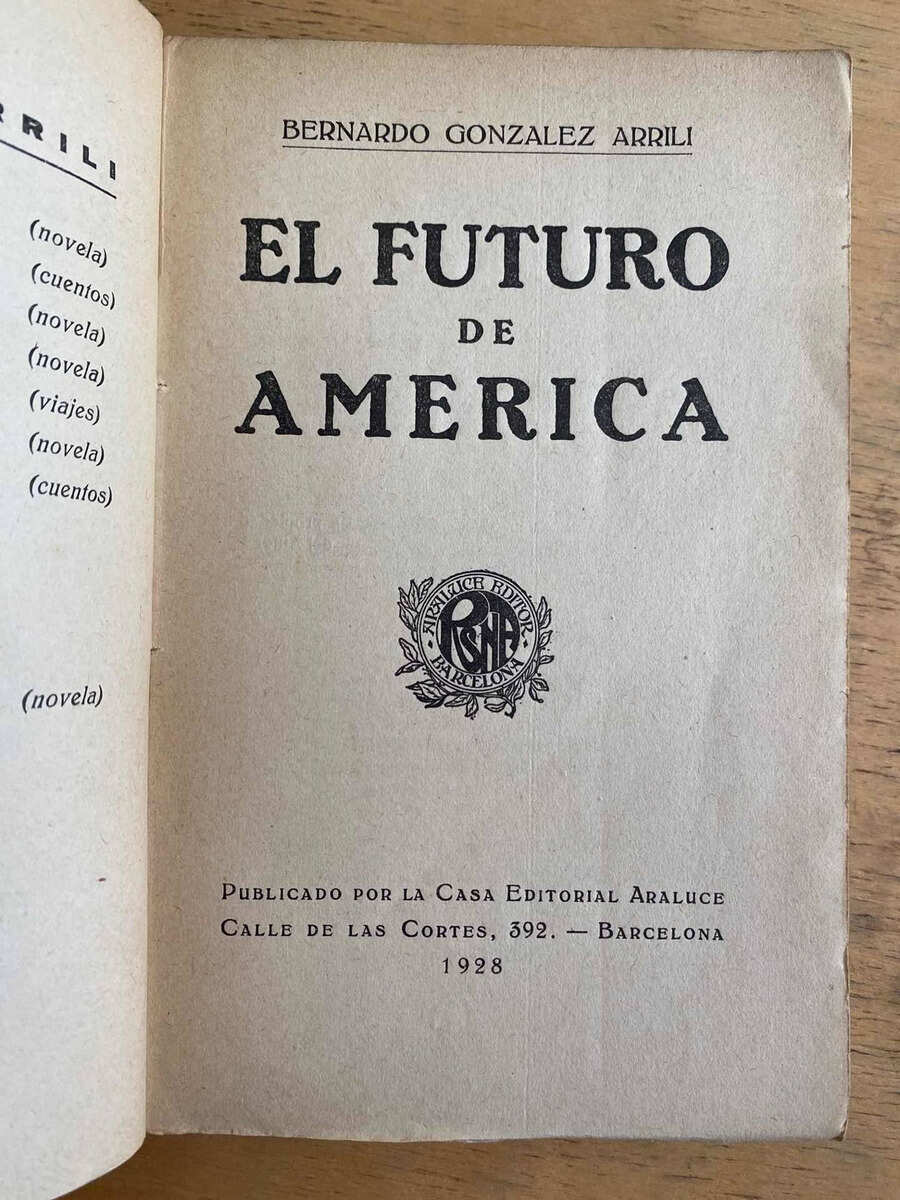 RRILI
(novela)
(cuentos)
(novela)
(novela)
(viajes)
(novela)
(cuentos)
(novela)
BERNARDO GONZALEZ ARRILI
EL FUTURO
DE
AMERICA
ARALUCE EDITOR
BARCELONA
PUBLICADO POR LA CASA EDITORIAL ARALUCE
CALLE DE LAS CORTES, 392. — BARCELONA
1928